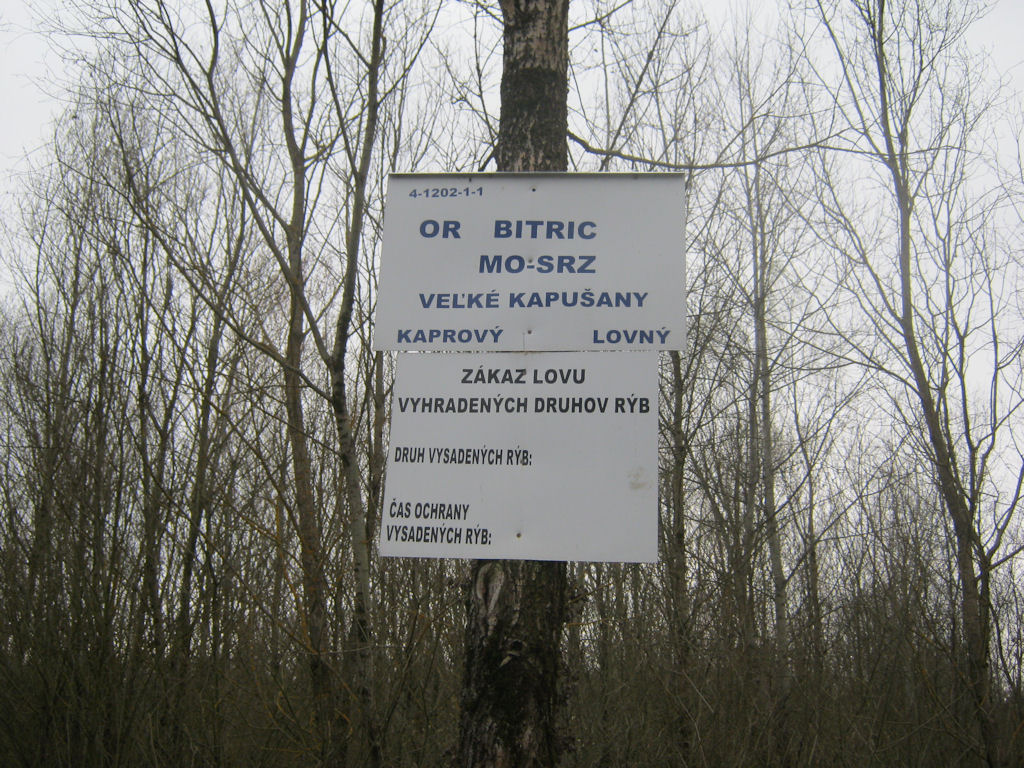 4-1202-1-1
OR BITRIC
MO-SRZ
VEĽKÉ KAPUŠANY
KAPROVÝ LOVNÝ
ZÁKAZ LOVU
VYHRADENÝCH DRUHOV RÝB
DRUH VYSADENÝCH RÝB:
ČAS OCHRANY
VYSADENÝCH RÝB: